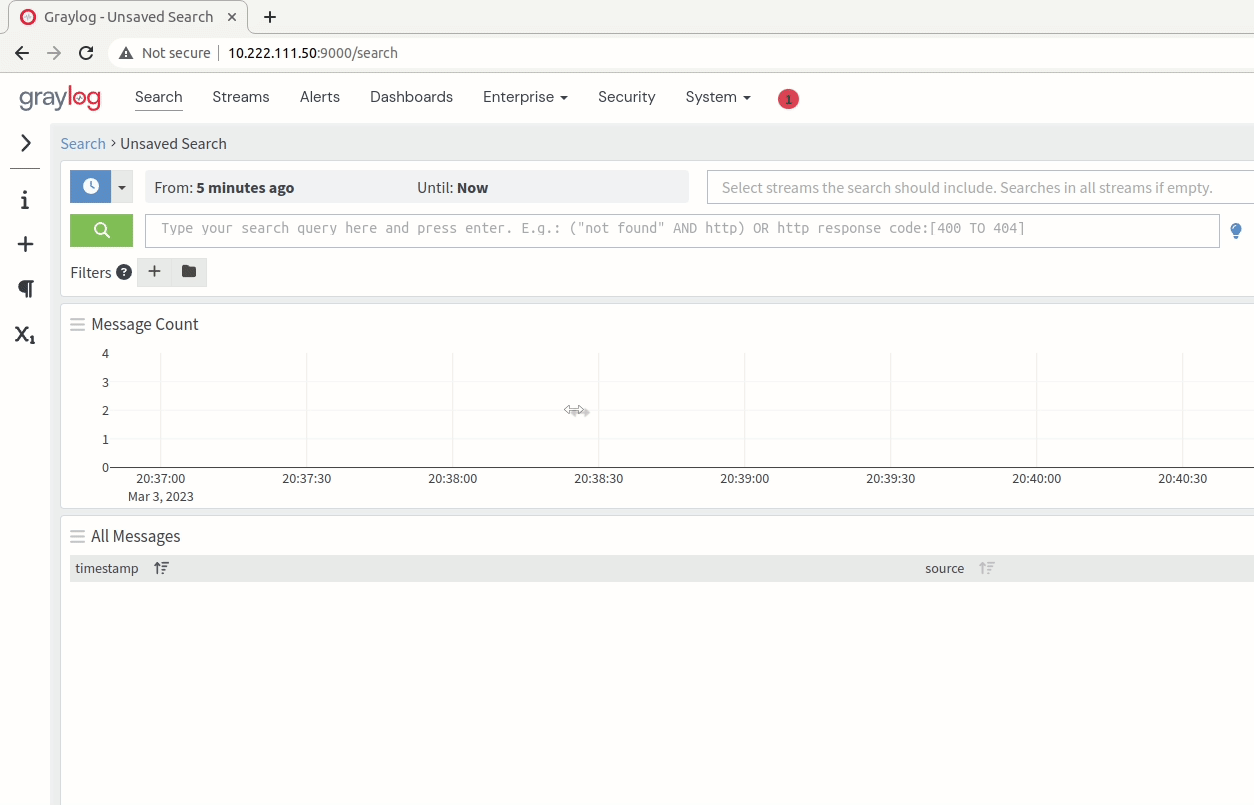 Graylog - Unsaved Search
Not secure 10.222.111.50:9000/search
graylog Search Streams Alerts Dashboards Enterprise Security System 1
Search > Unsaved Search
From: 5 minutes ago Until: Now Select streams the search should include. Searches in all streams if empty.
Type your search query here and press enter. E.g.: ("not found" AND http) OR http_response_code:[400 TO 404]
Filters ? +
Message Count
4
3
2
1
0
20:37:00 20:37:30 20:38:00 20:38:30 20:39:00 20:39:30 20:40:00 20:40:30
Mar 3, 2023
All Messages
timestamp source